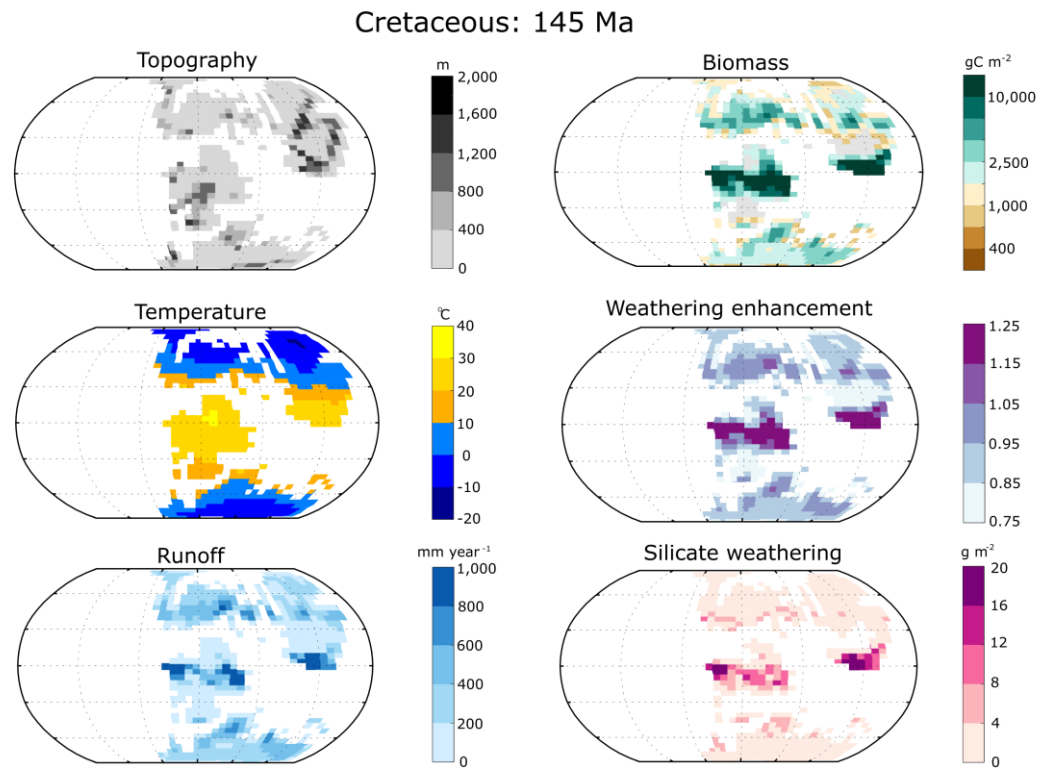 Cretaceous: 145 Ma
Topography
m
2,000
1,600
1,200
800
400
0
Biomass
gC m⁻²
10,000
2,500
1,000
400
Temperature
°C
40
30
20
10
0
-10
-20
Weathering enhancement
1.25
1.15
1.05
0.95
0.85
0.75
Runoff
mm year⁻¹
1,000
800
600
400
200
0
Silicate weathering
g m⁻²
20
16
12
8
4
0